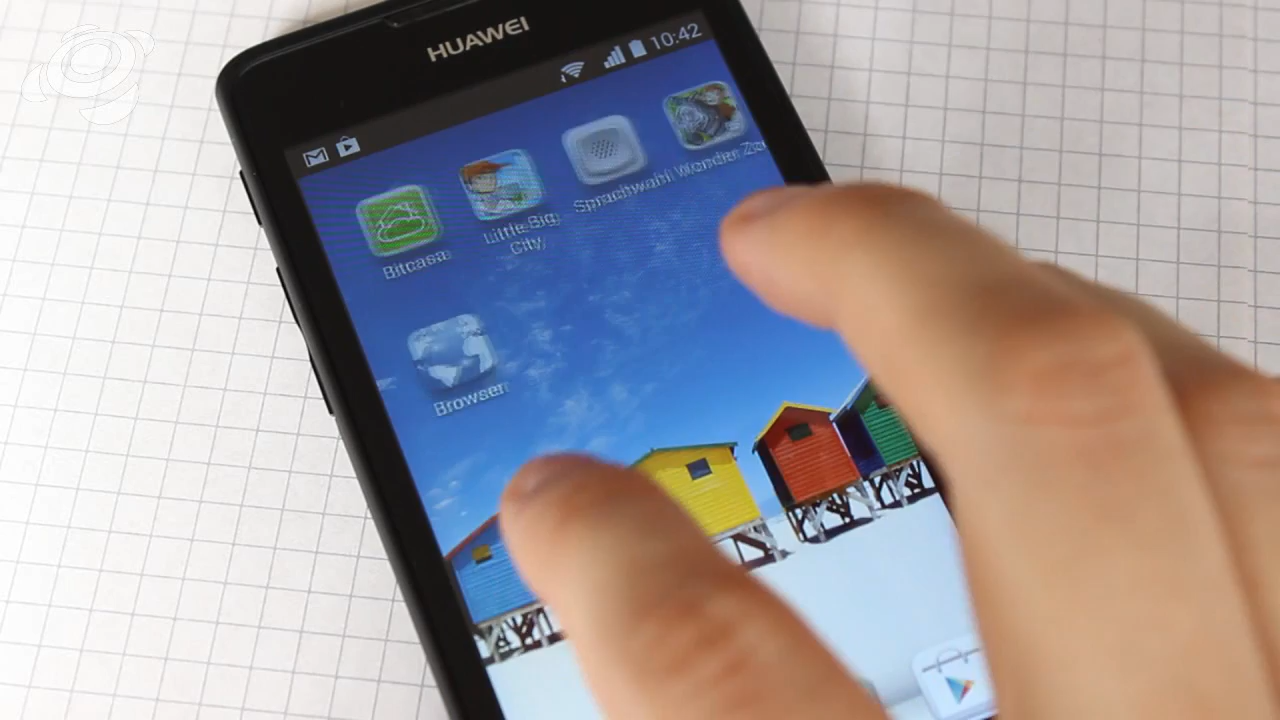 HUAWEI
10:42
Bitcasa
Little Big
City
Sprachwahl
Wonder Zoo
Browser